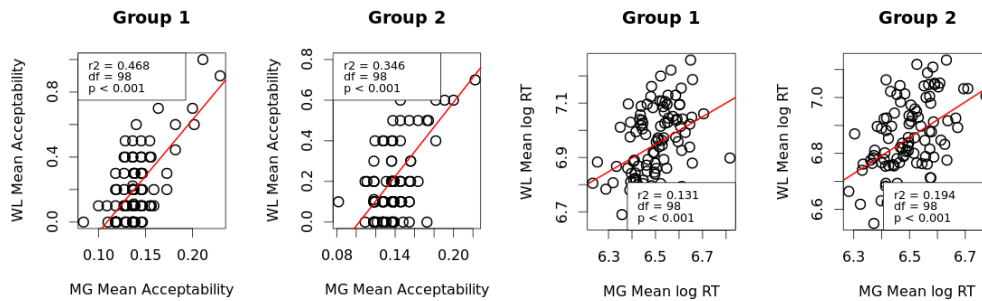 Group 1
WL Mean Acceptability
0.8
0.4
0.0
r2 = 0.468
df = 98
p < 0.001
0.10 0.15 0.20
MG Mean Acceptability
Group 2
WL Mean Acceptability
0.8
0.6
0.4
0.2
0.0
r2 = 0.346
df = 98
p < 0.001
0.08 0.14 0.20
MG Mean Acceptability
Group 1
WL Mean log RT
7.1
6.9
6.7
r2 = 0.131
df = 98
p < 0.001
6.3 6.5 6.7
MG Mean log RT
Group 2
WL Mean log RT
7.0
6.8
6.6
r2 = 0.194
df = 98
p < 0.001
6.3 6.5 6.7
MG Mean log RT